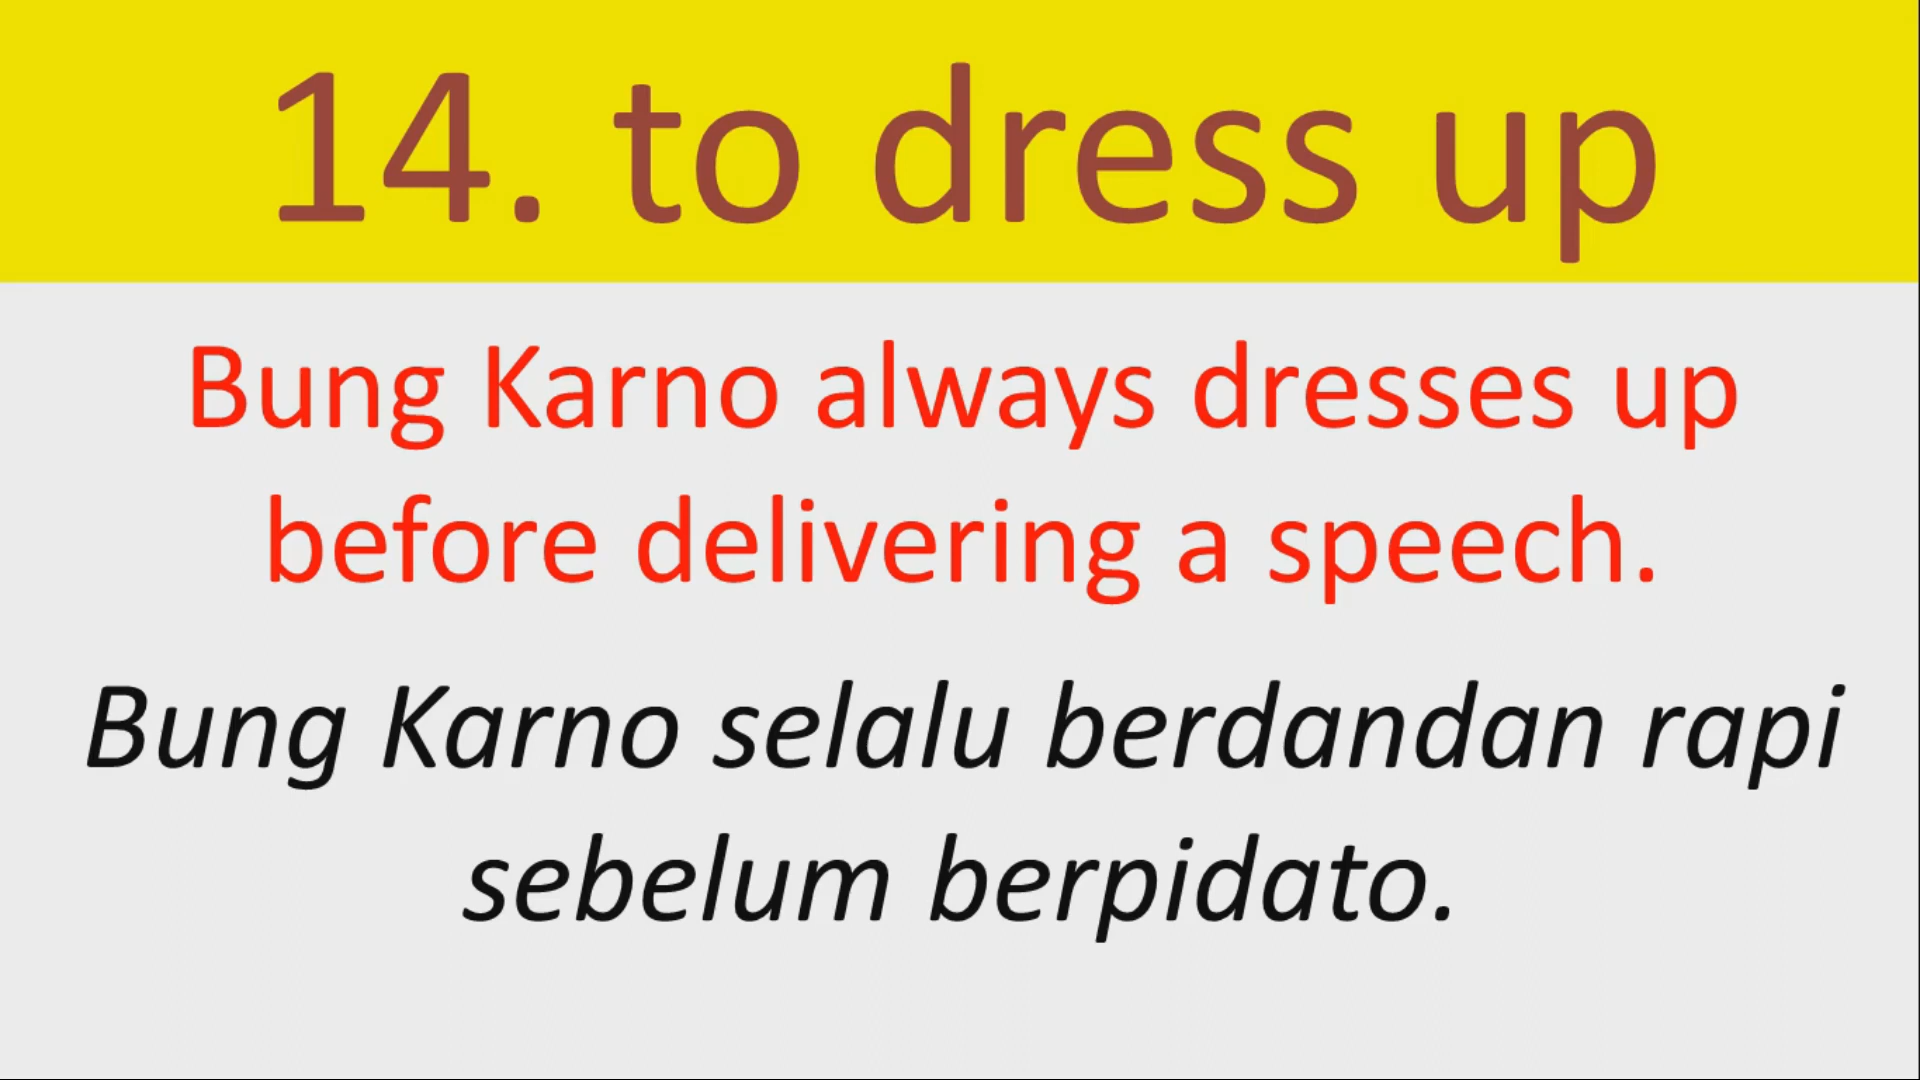 14. to dress up
Bung Karno always dresses up
before delivering a speech.
Bung Karno selalu berdandan rapi
sebelum berpidato.